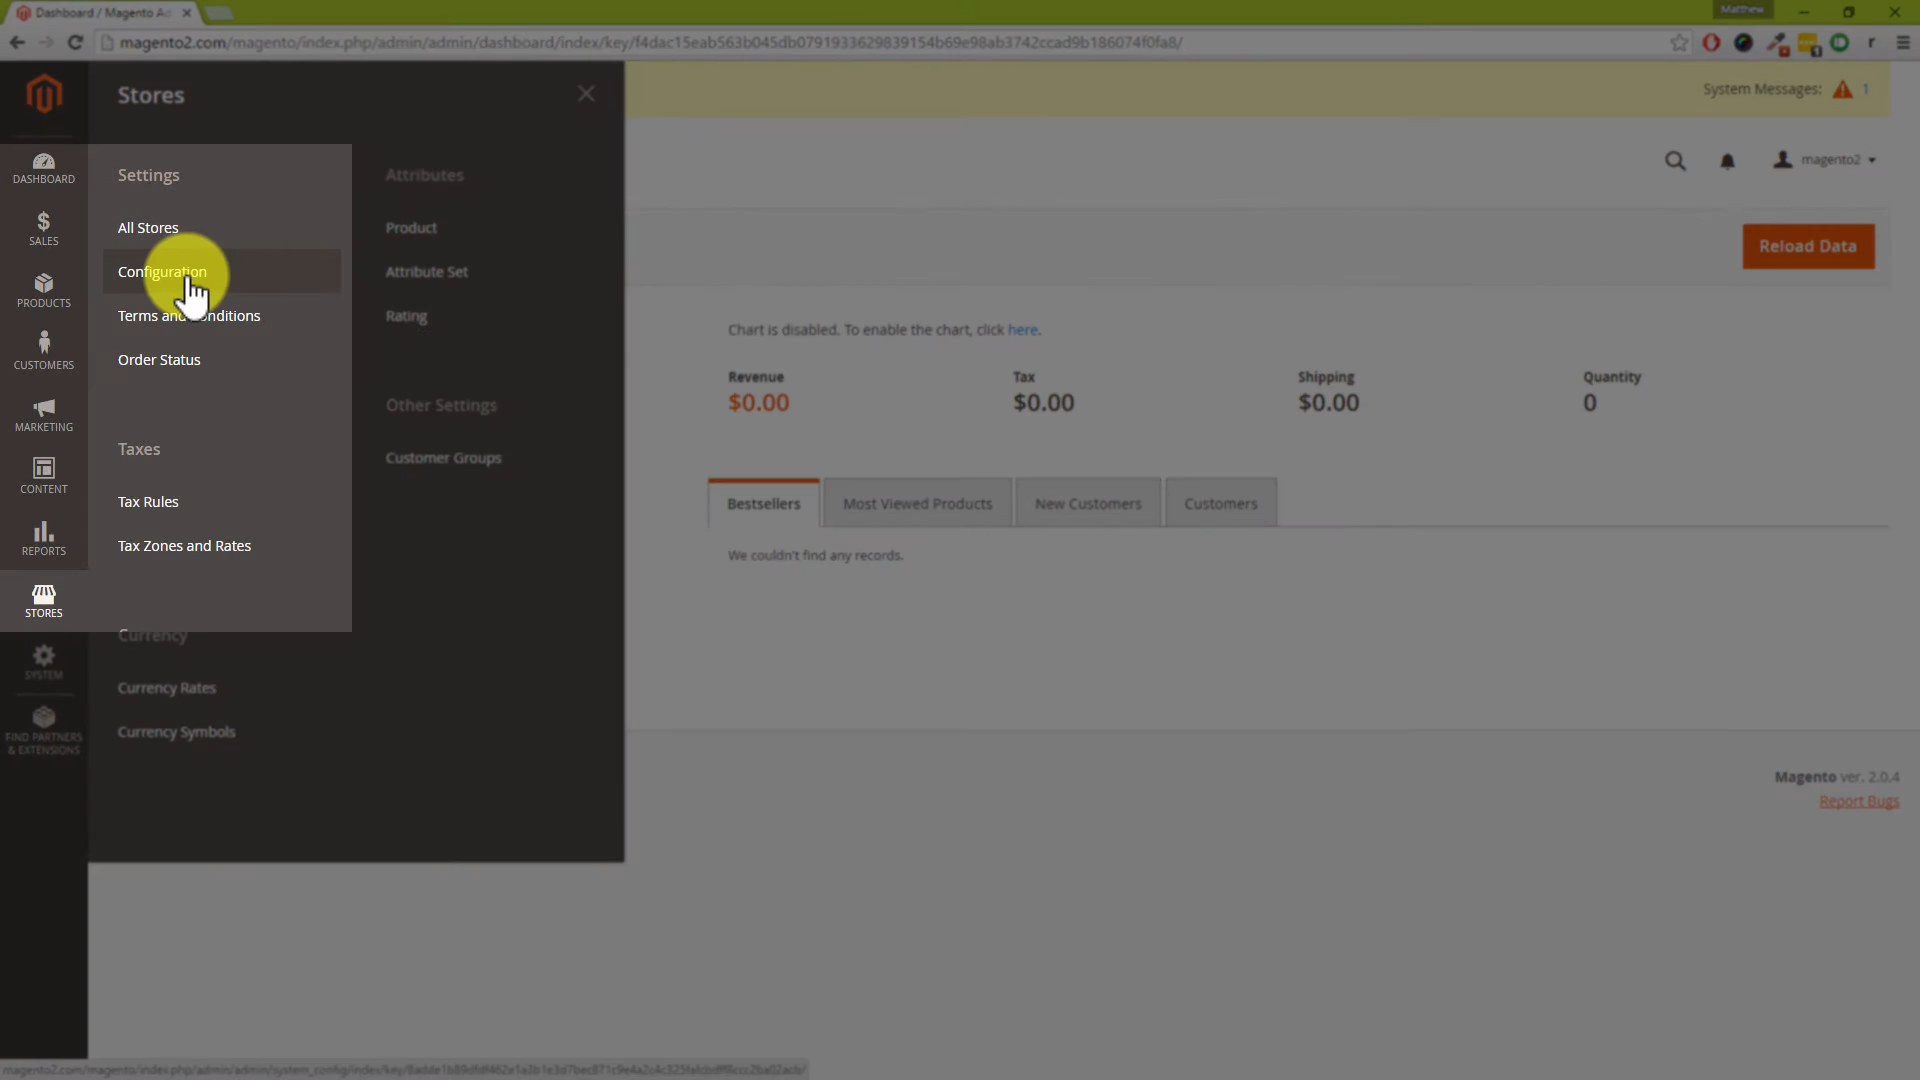 Dashboard / Magento Ad
Matthew
magento2.com/magento/index.php/admin/admin/dashboard/index/key/f4dac15eab563b045db0791933629839154b69e98ab3742ccad9b186074f0fa8/
Stores
System Messages: 1
DASHBOARD
SALES
PRODUCTS
CUSTOMERS
MARKETING
CONTENT
REPORTS
STORES
SYSTEM
FIND PARTNERS
& EXTENSIONS
Settings
All Stores
Configuration
Terms and Conditions
Order Status
Taxes
Tax Rules
Tax Zones and Rates
Currency
Currency Rates
Currency Symbols
Attributes
Product
Attribute Set
Rating
Other Settings
Customer Groups
magento2
Reload Data
Chart is disabled. To enable the chart, click here.
Revenue Tax Shipping Quantity
$0.00 $0.00 $0.00 0
Bestsellers Most Viewed Products New Customers Customers
We couldn't find any records.
Magento ver. 2.0.4
Report Bugs